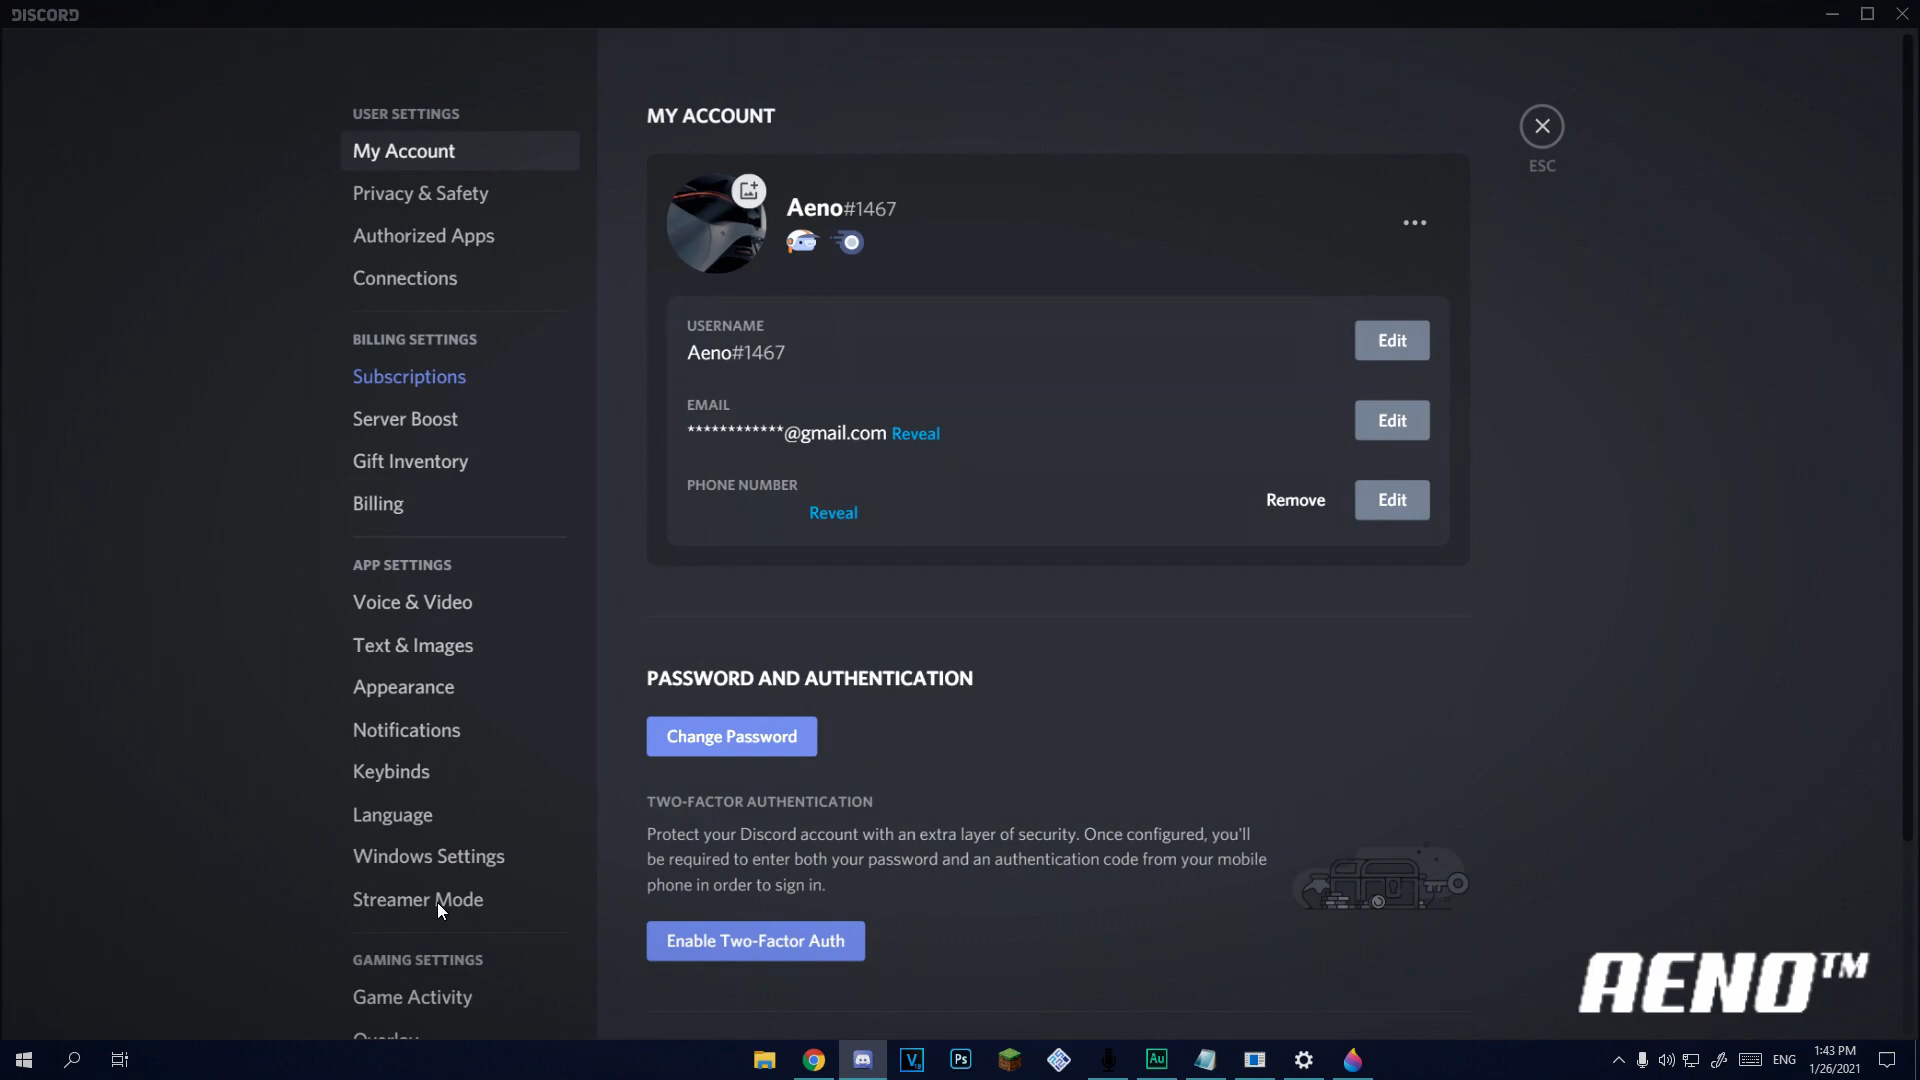 DISCORD
USER SETTINGS
My Account
Privacy & Safety
Authorized Apps
Connections
BILLING SETTINGS
Subscriptions
Server Boost
Gift Inventory
Billing
APP SETTINGS
Voice & Video
Text & Images
Appearance
Notifications
Keybinds
Language
Windows Settings
Streamer Mode
GAMING SETTINGS
Game Activity
Overlay
MY ACCOUNT
ESC
Aeno#1467
USERNAME
Aeno#1467
Edit
EMAIL
************@gmail.com Reveal
Edit
PHONE NUMBER
Reveal
Remove
Edit
PASSWORD AND AUTHENTICATION
Change Password
TWO-FACTOR AUTHENTICATION
Protect your Discord account with an extra layer of security. Once configured, you'll
be required to enter both your password and an authentication code from your mobile
phone in order to sign in.
Enable Two-Factor Auth
AENO™
Ps
Au
ENG
1:43 PM
1/26/2021